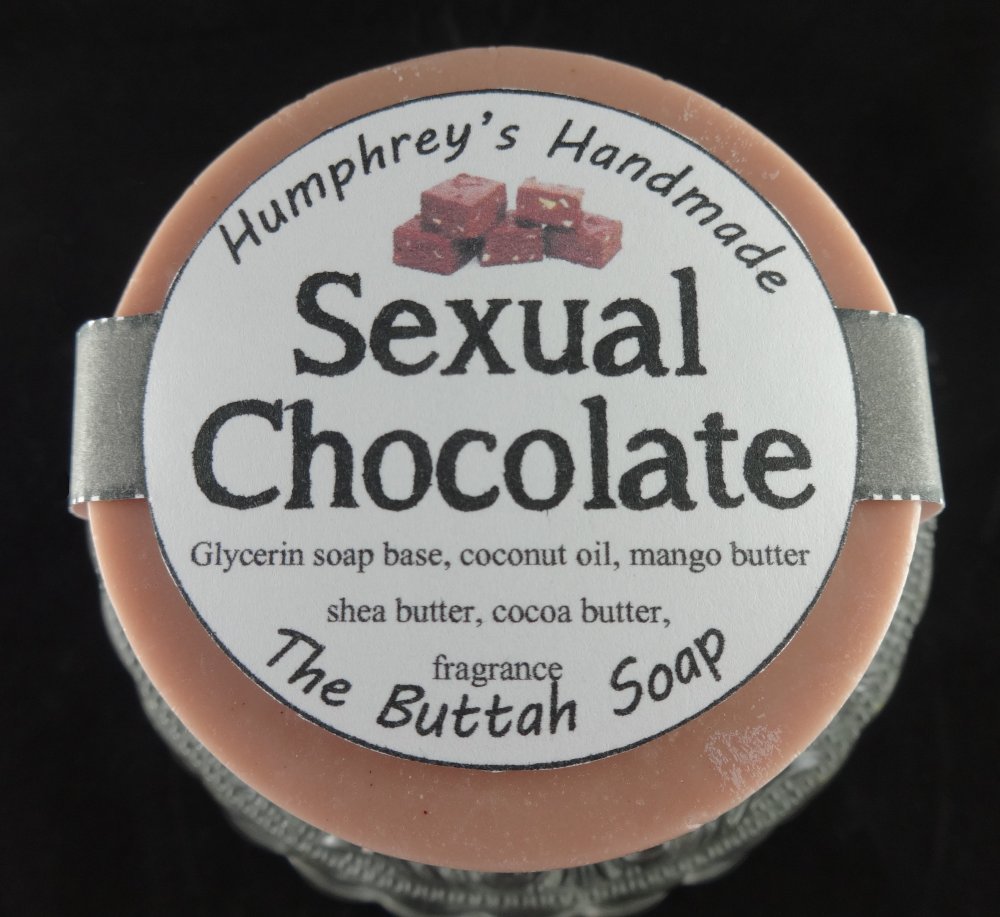 Humphrey's Handmade
Sexual
Chocolate
Glycerin soap base, coconut oil, mango butter
shea butter, cocoa butter,
fragrance
The Buttah Soap